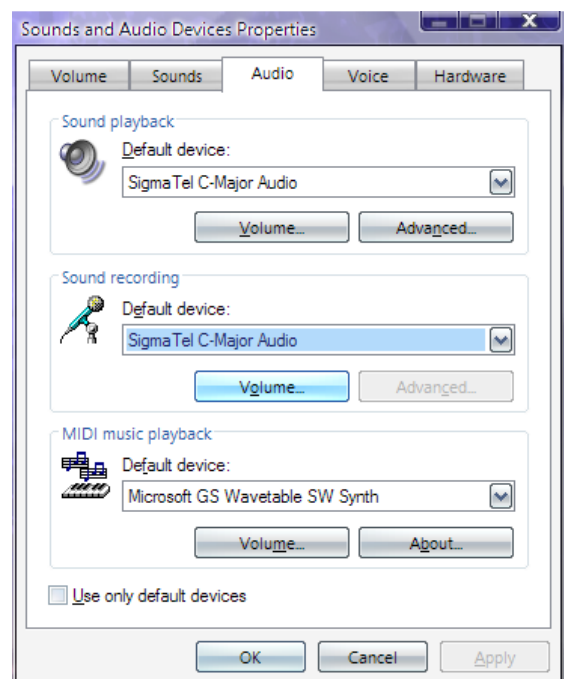 Sounds and Audio Devices Properties
X
Volume Sounds Audio Voice Hardware
Sound playback
Default device:
SigmaTel C-Major Audio
Volume... Advanced...
Sound recording
Default device:
SigmaTel C-Major Audio
Volume... Advanced...
MIDI music playback
Default device:
Microsoft GS Wavetable SW Synth
Volume... About...
Use only default devices
OK Cancel Apply